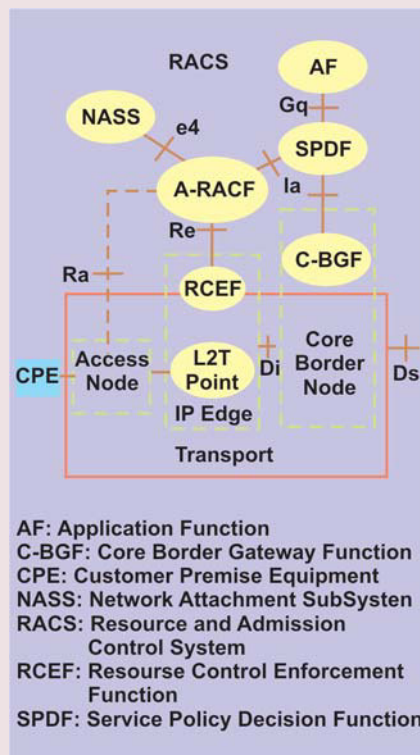 RACS
AF
Gq
NASS
e4
SPDF
A-RACF
Ia
Re
C-BGF
Ra
RCEF
Access
Node
L2T
Point
Core
Border
Node
CPE
Di
Ds
IP Edge
Transport
AF: Application Function
C-BGF: Core Border Gateway Function
CPE: Customer Premise Equipment
NASS: Network Attachment SubSysten
RACS: Resource and Admission
Control System
RCEF: Resourse Control Enforcement
Function
SPDF: Service Policy Decision Function